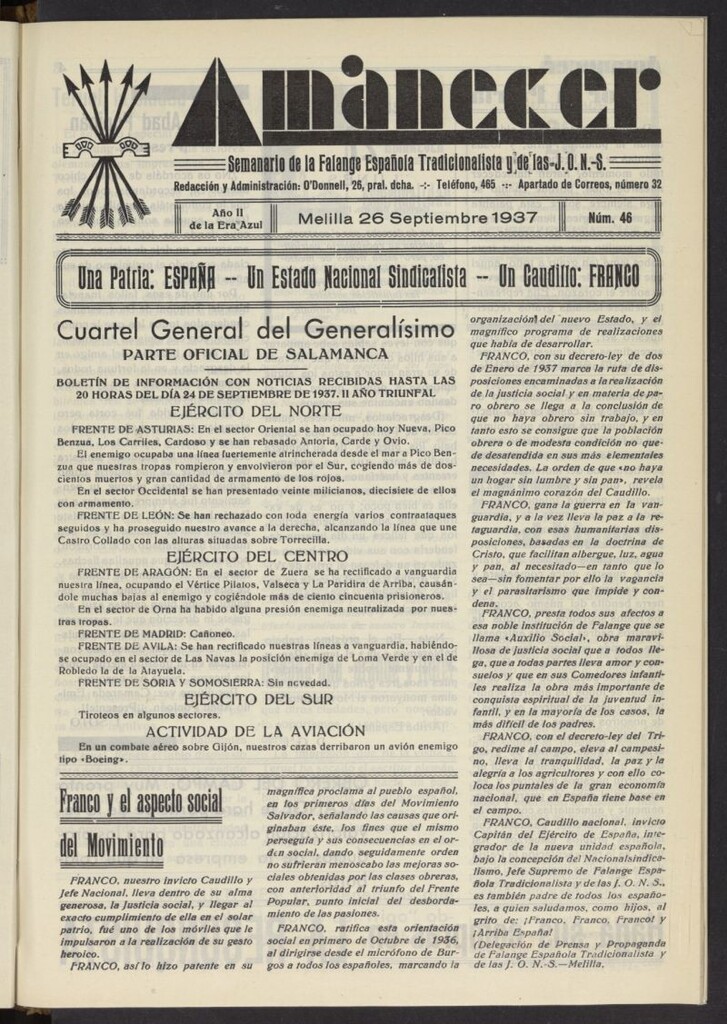 Amanecer
Semanario de la Falange Española Tradicionalista y de las J. O. N.-S.
Redacción y Administración: O'Donnell, 26, pral. dcha. -:- Teléfono, 465 -:- Apartado de Correos, número 32
Año II
de la Era Azul
Melilla 26 Septiembre 1937
Núm. 46
Una Patria: ESPAÑA -- Un Estado Nacional Sindicalista -- Un Caudillo: FRANCO
Cuartel General del Generalísimo
PARTE OFICIAL DE SALAMANCA
BOLETÍN DE INFORMACIÓN CON NOTICIAS RECIBIDAS HASTA LAS
20 HORAS DEL DÍA 24 DE SEPTIEMBRE DE 1937. II AÑO TRIUNFAL
EJÉRCITO DEL NORTE
FRENTE DE ASTURIAS: En el sector Oriental se han ocupado hoy Nueva, Pico
Benzua, Los Carriles, Cardoso y se han rebasado Antoria, Carde y Ovio.
El enemigo ocupaba una línea fuertemente atrincherada desde el mar a Pico Ben-
zua que nuestras tropas rompieron y envolvieron por el Sur, cogiendo más de dos-
cientos muertos y gran cantidad de armamento de los rojos.
En el sector Occidental se han presentado veinte milicianos, diecisiete de ellos
con armamento.
FRENTE DE LEÓN: Se han rechazado con toda energía varios contraataques
seguidos y ha proseguido nuestro avance a la derecha, alcanzando la línea que une
Castro Collado con las alturas situadas sobre Torrecilla.
EJÉRCITO DEL CENTRO
FRENTE DE ARAGÓN: En el sector de Zuera se ha rectificado a vanguardia
nuestra línea, ocupando el Vértice Pilatos, Valseca y La Paridira de Arriba, causán-
dole muchas bajas al enemigo y cogiéndole más de ciento cincuenta prisioneros.
En el sector de Orna ha habido alguna presión enemiga neutralizada por nues-
tras tropas.
FRENTE DE MADRID: Cañoneo.
FRENTE DE AVILA: Se han rectificado nuestras líneas a vanguardia, habiéndo-
se ocupado en el sector de Las Navas la posición enemiga de Loma Verde y en el de
Robledo la de la Atayuela.
FRENTE DE SORIA Y SOMOSIERRA: Sin novedad.
EJÉRCITO DEL SUR
Tiroteos en algunos sectores.
ACTIVIDAD DE LA AVIACIÓN
En un combate aéreo sobre Gijón, nuestros cazas derribaron un avión enemigo
tipo «Boeing».
Franco y el aspecto social
del Movimiento
FRANCO, nuestro invicto Caudillo y
Jefe Nacional, lleva dentro de su alma
generosa, la Justicia social, y llegar al
exacto cumplimiento de ella en el solar
patrio, fué uno de los móviles que le
impulsaron a la realización de su gesto
heroico.
FRANCO, así lo hizo patente en su
magnífica proclama al pueblo español,
en los primeros días del Movimiento
Salvador, señalando las causas que ori-
ginaban éste, los fines que el mismo
perseguía y sus consecuencias en el or-
den social, dando seguidamente orden
no sufrieran menoscabo las mejoras so-
ciales obtenidas por las clases obreras,
con anterioridad al triunfo del Frente
Popular, punto inicial del desborda-
miento de las pasiones.
FRANCO, ratifica esta orientación
social en primero de Octubre de 1936,
al dirigirse desde el micrófono de Bur-
gos a todos los españoles, marcando la
organización del nuevo Estado, y el
magnífico programa de realizaciones
que había de desarrollar.
FRANCO, con su decreto-ley de dos
de Enero de 1937 marca la ruta de dis-
posiciones encaminadas a la realización
de la justicia social y en materia de pa-
ro obrero se llega a la conclusión de
que no haya obrero sin trabajo, y en
tanto esto se consigue que la población
obrera o de modesta condición no que-
de desatendida en sus más elementales
necesidades. La orden de que «no haya
un hogar sin lumbre y sin pan», revela
el magnánimo corazón del Caudillo.
FRANCO, gana la guerra en la van-
guardia, y a la vez lleva la paz a la re-
taguardia, con esas humanitarias dis-
posiciones, basadas en la doctrina de
Cristo, que facilitan albergue, luz, agua
y pan, al necesitado—en tanto que lo
sea—sin fomentar por ello la vagancia
y el parasitarismo que impide y con-
dena.
FRANCO, presta todos sus afectos a
esa noble institución de Falange que se
llama «Auxilio Social», obra maravi-
llosa de justicia social que a todos lle-
ga, que a todas partes lleva amor y con-
suelos y que en sus Comedores infanti-
les realiza la obra más importante de
conquista espiritual de la juventud in-
fantil, y en la mayoría de los casos, la
más difícil de los padres.
FRANCO, con el decreto-ley del Tri-
go, redime al campo, eleva al campesi-
no, lleva la tranquilidad, la paz y la
alegría a los agricultores y con ello co-
loca los puntales de la gran economía
nacional, que en España tiene base en
el campo.
FRANCO, Caudillo nacional, invicto
Capitán del Ejército de España, inte-
grador de la nueva unidad española,
bajo la concepción del Nacionalsindica-
lismo, Jefe Supremo de Falange Espa-
ñola Tradicionalista y de las J. O. N. S.,
es también padre de todos los españo-
les, a quien saludamos, como hijos, al
grito de: ¡Franco, Franco, Franco! y
¡Arriba España!
(Delegación de Prensa y Propaganda
de Falange Española Tradicionalista y
de las J. O. N. -S.—Melilla.